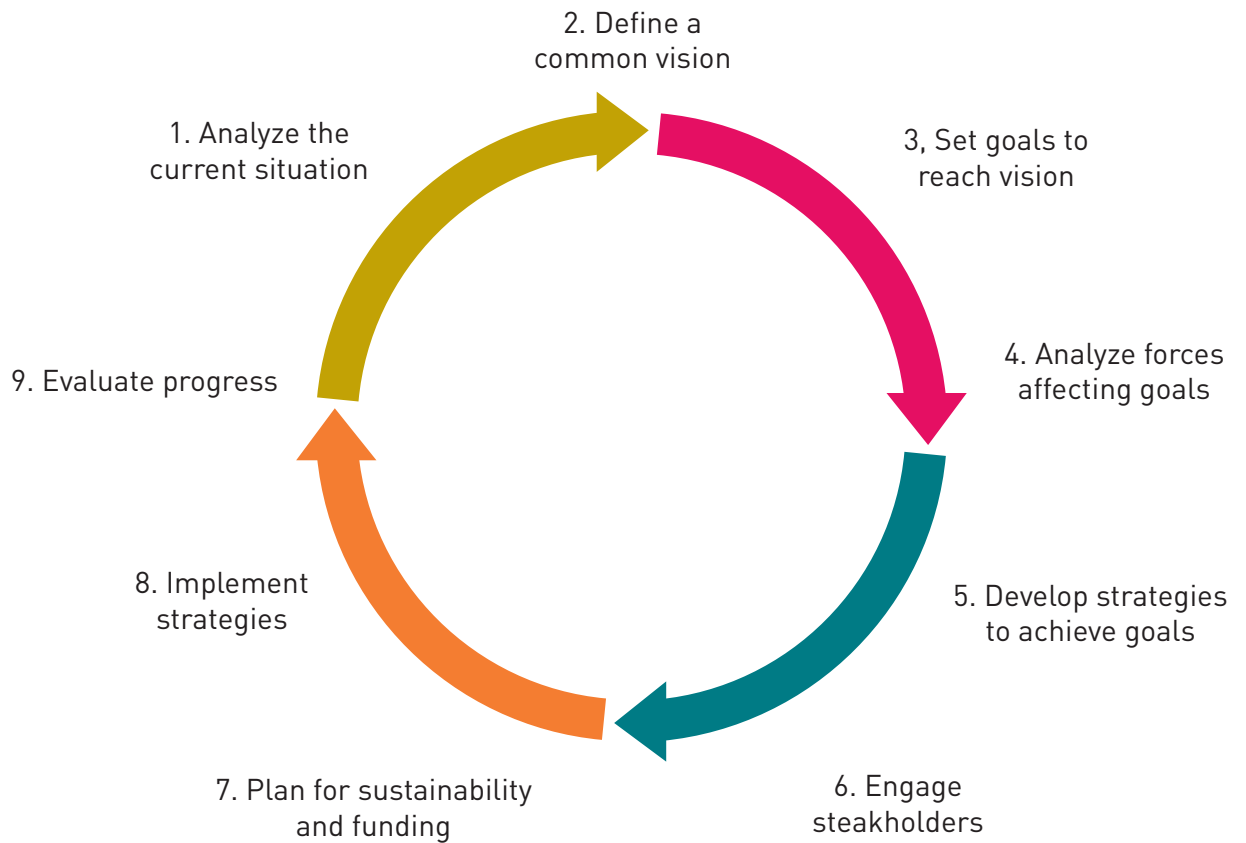 1. Analyze the
current situation
2. Define a
common vision
3, Set goals to
reach vision
4. Analyze forces
affecting goals
5. Develop strategies
to achieve goals
6. Engage
steakholders
7. Plan for sustainability
and funding
8. Implement
strategies
9. Evaluate progress